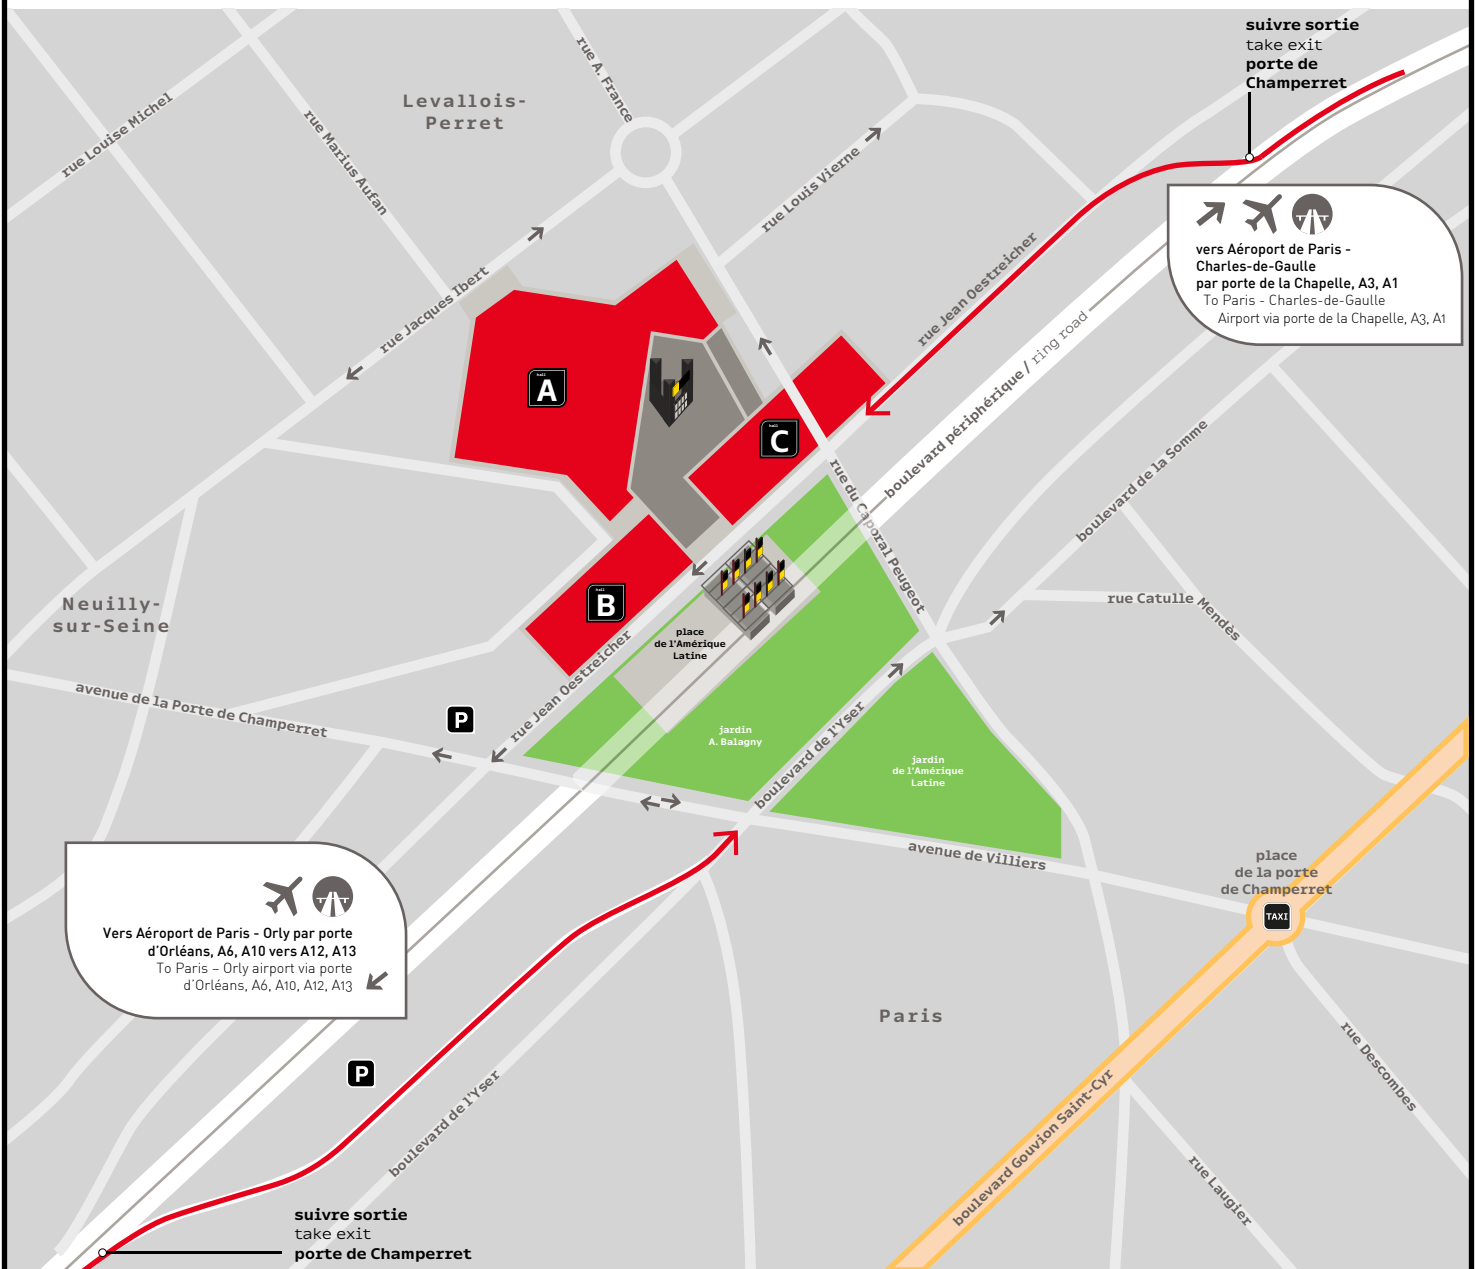 suivre sortie
take exit
porte de
Champerret
rue A. France
Levallois-
Perret
rue Louise Michel
rue Marius Aufan
rue Louis Vierne
vers Aéroport de Paris -
Charles-de-Gaulle
par porte de la Chapelle, A3, A1
To Paris - Charles-de-Gaulle
Airport via porte de la Chapelle, A3, A1
rue Jacques Ibert
rue Jean Oestreicher
boulevard périphérique / ring road
hall
A
hall
C
rue du Caporal Peugeot
boulevard de la Somme
hall
B
Neuilly-
sur-Seine
rue Catulle Mendès
place
de l'Amérique
Latine
rue Jean Oestreicher
avenue de la Porte de Champerret
P
jardin
A. Balagny
boulevard de l'Yser
jardin
de l'Amérique
Latine
avenue de Villiers
place
de la porte
de Champerret
TAXI
Vers Aéroport de Paris - Orly par porte
d'Orléans, A6, A10 vers A12, A13
To Paris – Orly airport via porte
d'Orléans, A6, A10, A12, A13
Paris
P
boulevard de l'Yser
boulevard Gouvion Saint-Cyr
rue Descombes
rue Laugier
suivre sortie
take exit
porte de Champerret